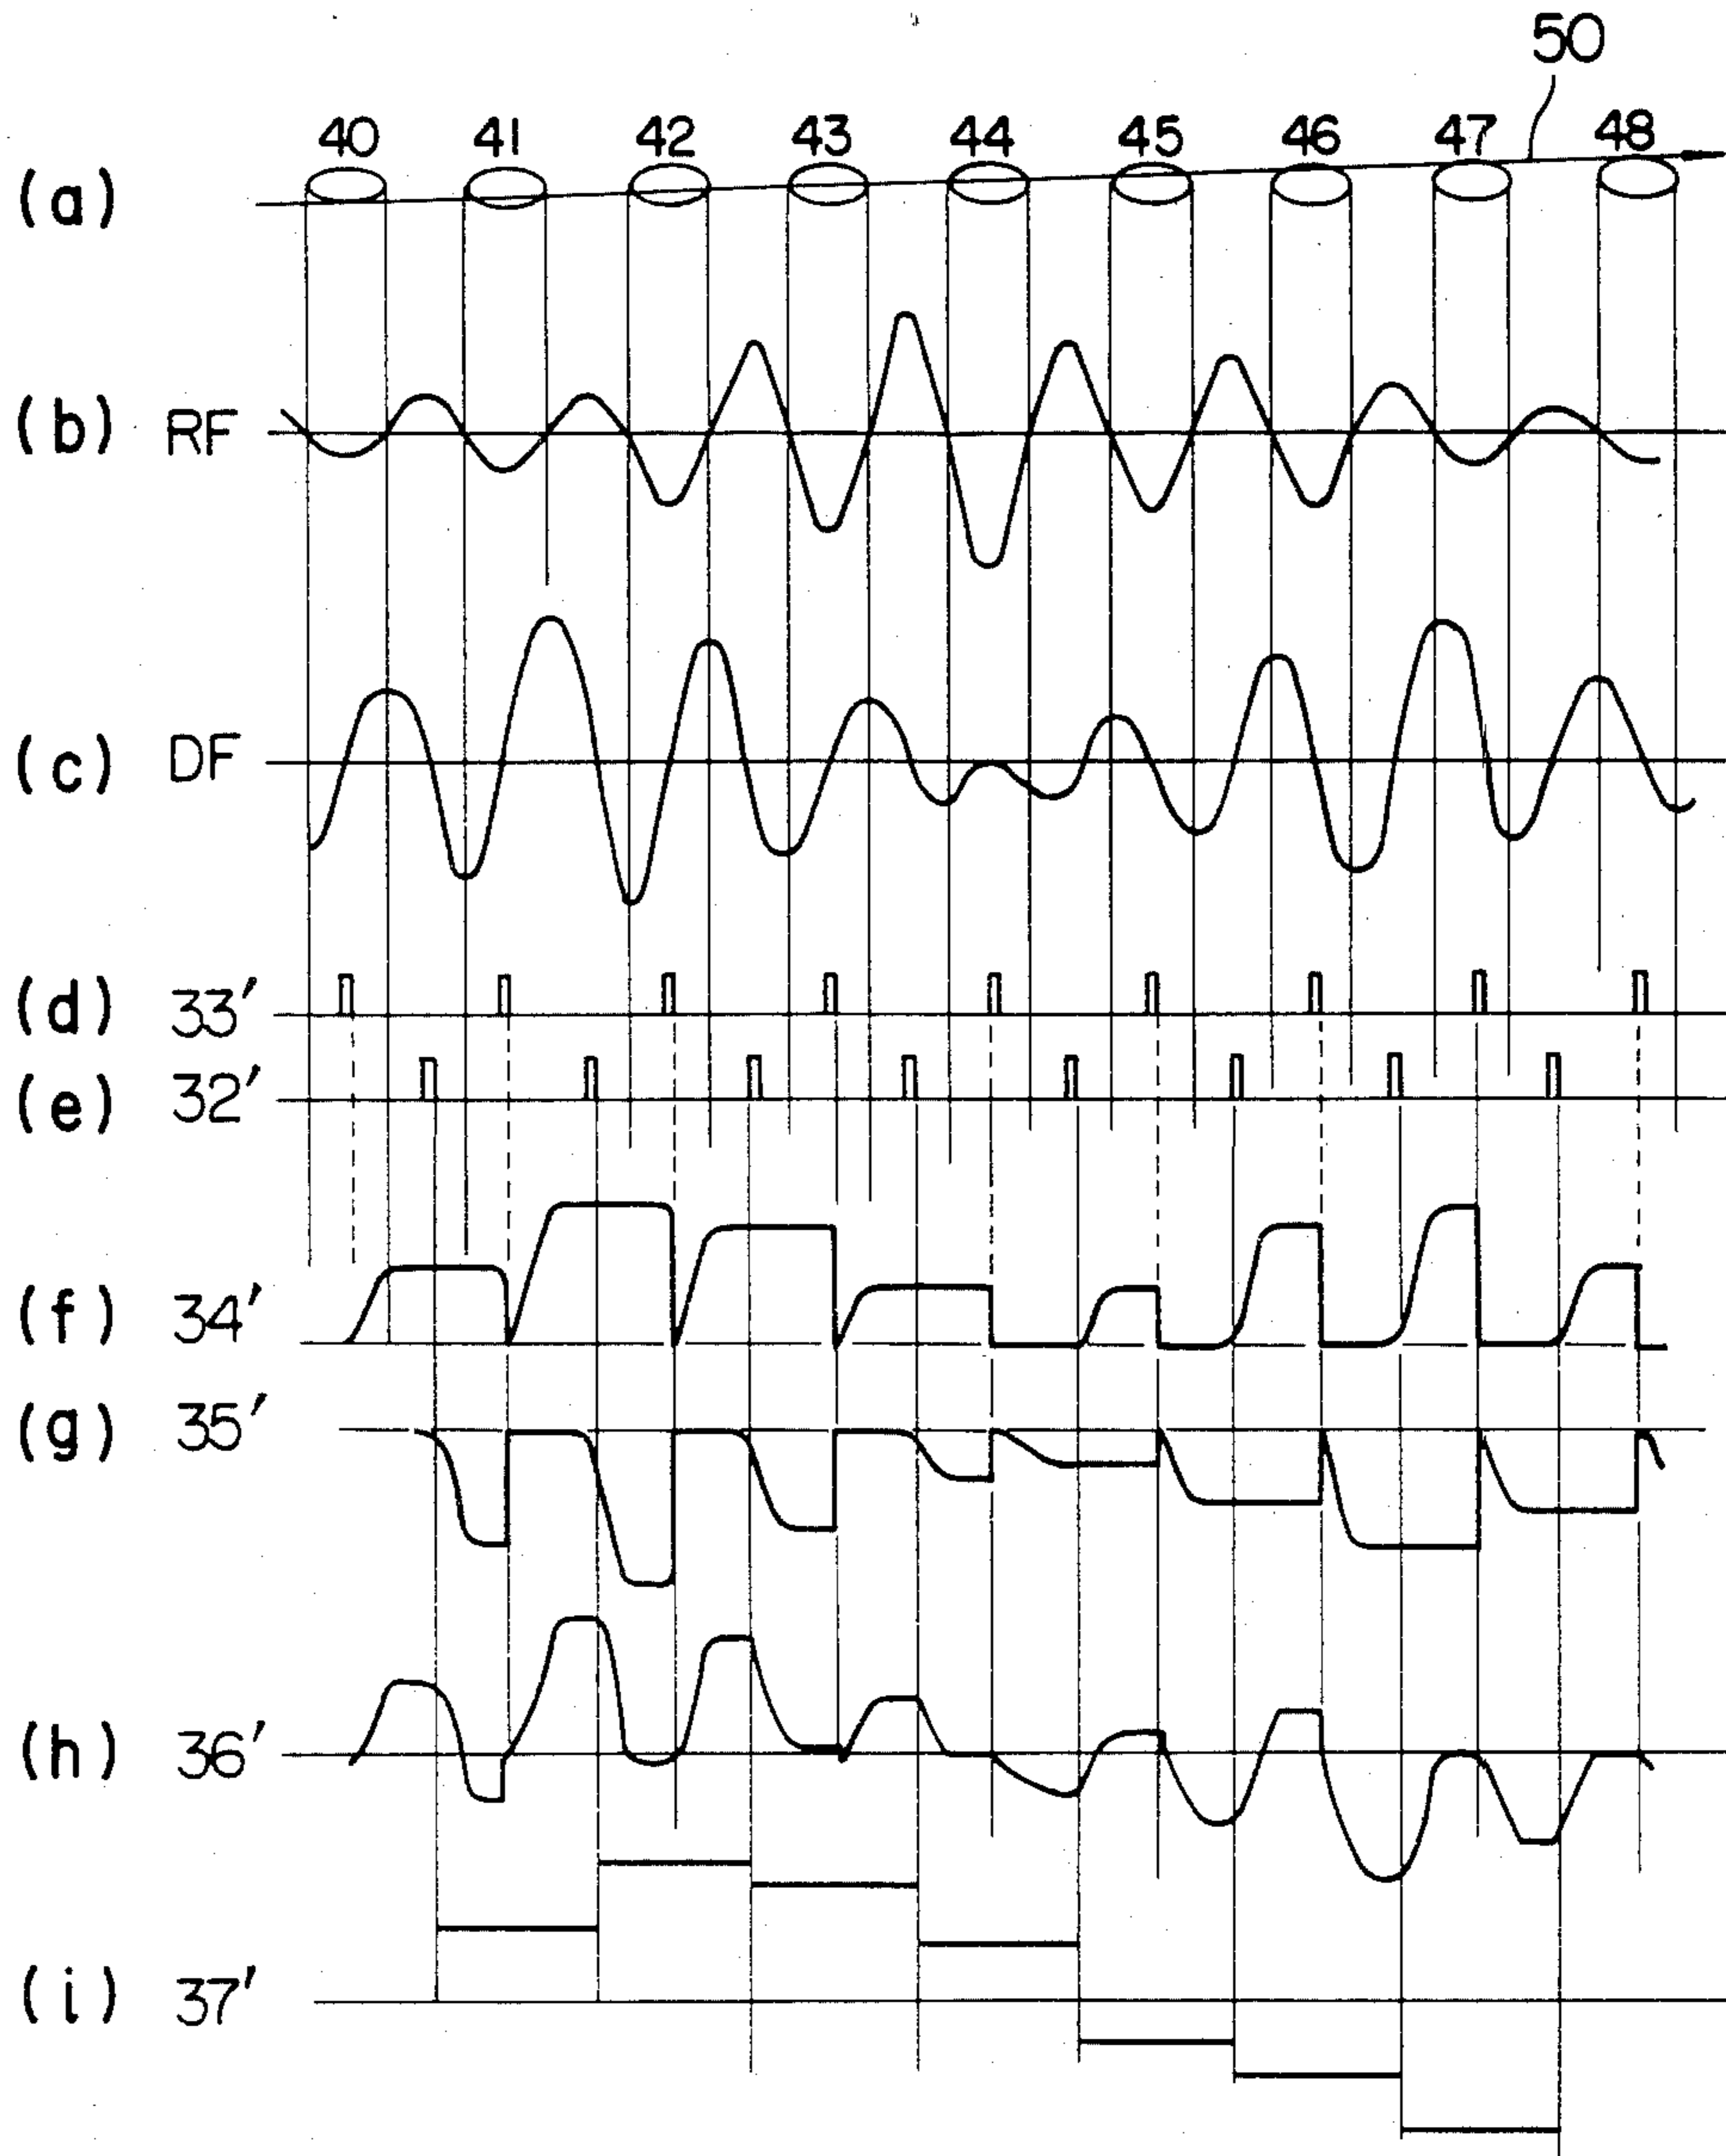 50
40 41 42 43 44 45 46 47 48
(a)
(b) RF
(c) DF
(d) 33'
(e) 32'
(f) 34'
(g) 35'
(h) 36'
(i) 37'